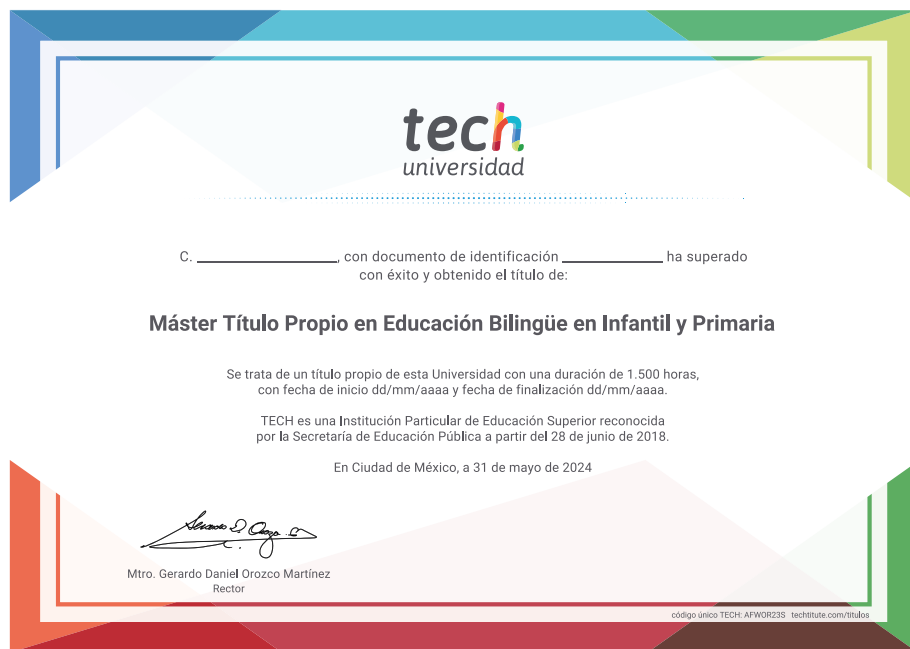 tech
universidad
C. ____________________, con documento de identificación ______________ ha superado
con éxito y obtenido el título de:
Máster Título Propio en Educación Bilingüe en Infantil y Primaria
Se trata de un título propio de esta Universidad con una duración de 1.500 horas,
con fecha de inicio dd/mm/aaaa y fecha de finalización dd/mm/aaaa.
TECH es una Institución Particular de Educación Superior reconocida
por la Secretaría de Educación Pública a partir del 28 de junio de 2018.
En Ciudad de México, a 31 de mayo de 2024
Mtro. Gerardo Daniel Orozco Martínez
Rector
código único TECH: AFWOR23S techtitute.com/titulos